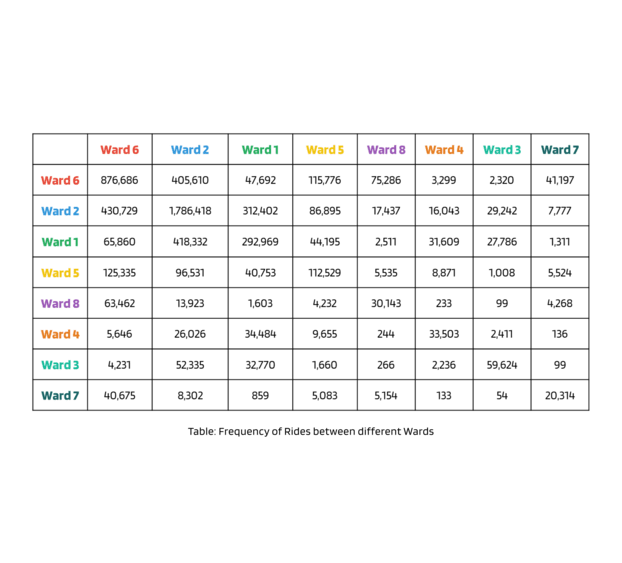 Ward 6 Ward 2 Ward 1 Ward 5 Ward 8 Ward 4 Ward 3 Ward 7
Ward 6 876,686 405,610 47,692 115,776 75,286 3,299 2,320 41,197
Ward 2 430,729 1,786,418 312,402 86,895 17,437 16,043 29,242 7,777
Ward 1 65,860 418,332 292,969 44,195 2,511 31,609 27,786 1,311
Ward 5 125,335 96,531 40,753 112,529 5,535 8,871 1,008 5,524
Ward 8 63,462 13,923 1,603 4,232 30,143 233 99 4,268
Ward 4 5,646 26,026 34,484 9,655 244 33,503 2,411 136
Ward 3 4,231 52,335 32,770 1,660 266 2,236 59,624 99
Ward 7 40,675 8,302 859 5,083 5,154 133 54 20,314
Table: Frequency of Rides between different Wards